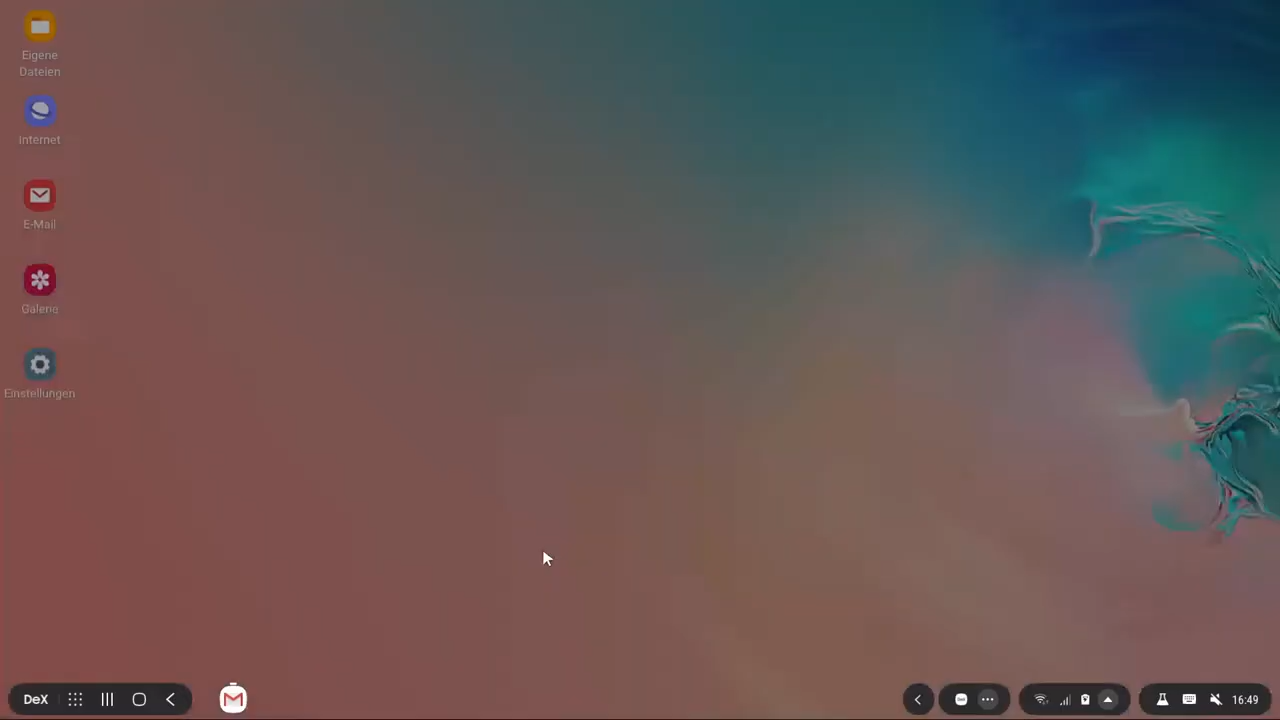 Eigene
Dateien
Internet
E-Mail
Galerie
Einstellungen
DeX
16:49